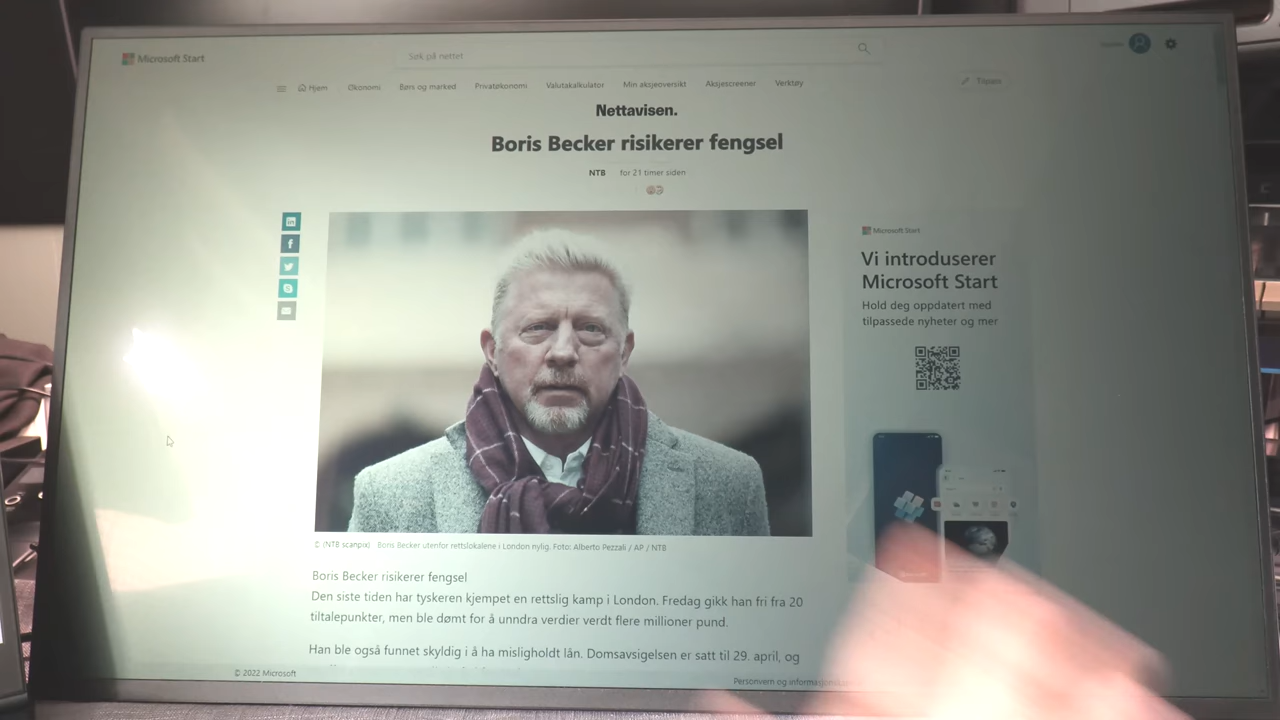 Microsoft Start
Søk på nettet
Hjem Økonomi Børs og marked Privatøkonomi Valutakalkulator Min aksjeoversikt Aksjescreener Verktøy Tilpass
Nettavisen.
Boris Becker risikerer fengsel
NTB for 21 timer siden
Microsoft Start
Vi introduserer
Microsoft Start
Hold deg oppdatert med
tilpassede nyheter og mer
© (NTB scanpix) Boris Becker utenfor rettslokalene i London nylig. Foto: Alberto Pezzali / AP / NTB
Boris Becker risikerer fengsel
Den siste tiden har tyskeren kjempet en rettslig kamp i London. Fredag gikk han fri fra 20
tiltalepunkter, men ble dømt for å unndra verdier verdt flere millioner pund.
Han ble også funnet skyldig i å ha misligholdt lån. Domsavsigelsen er satt til 29. april, og
© 2022 Microsoft
Personvern og